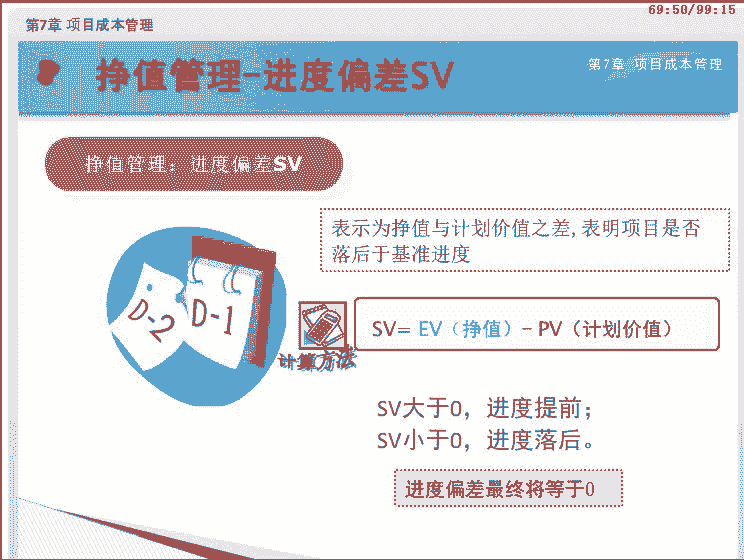 69:50/99:15
第7章 项目成本管理
挣值管理-进度偏差SV
第7章 项目成本管理
挣值管理：进度偏差SV
表示为挣值与计划价值之差,表明项目是否
落后于基准进度
D-2
D-1
SV= EV（挣值）- PV（计划价值）
计算方法
SV大于0，进度提前；
SV小于0，进度落后。
进度偏差最终将等于0